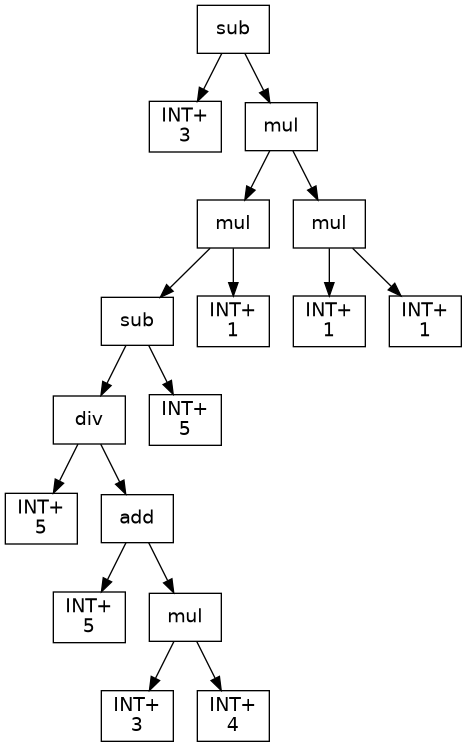 sub
INT+
3
mul
mul
mul
sub
INT+
1
INT+
1
INT+
1
div
INT+
5
INT+
5
add
INT+
5
mul
INT+
3
INT+
4